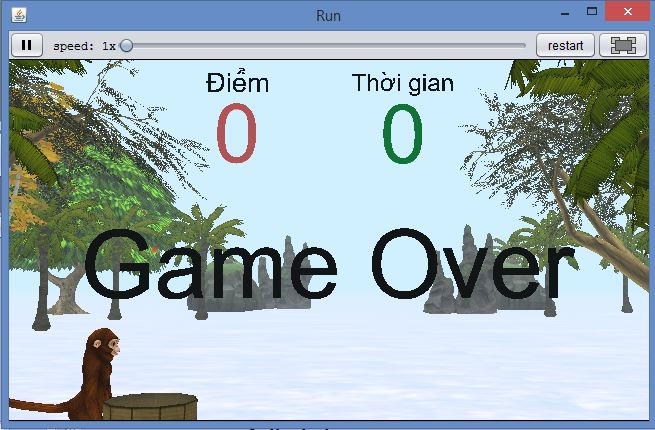 Run
speed: 1x
restart
Điểm
Thời gian
0
0
Game Over